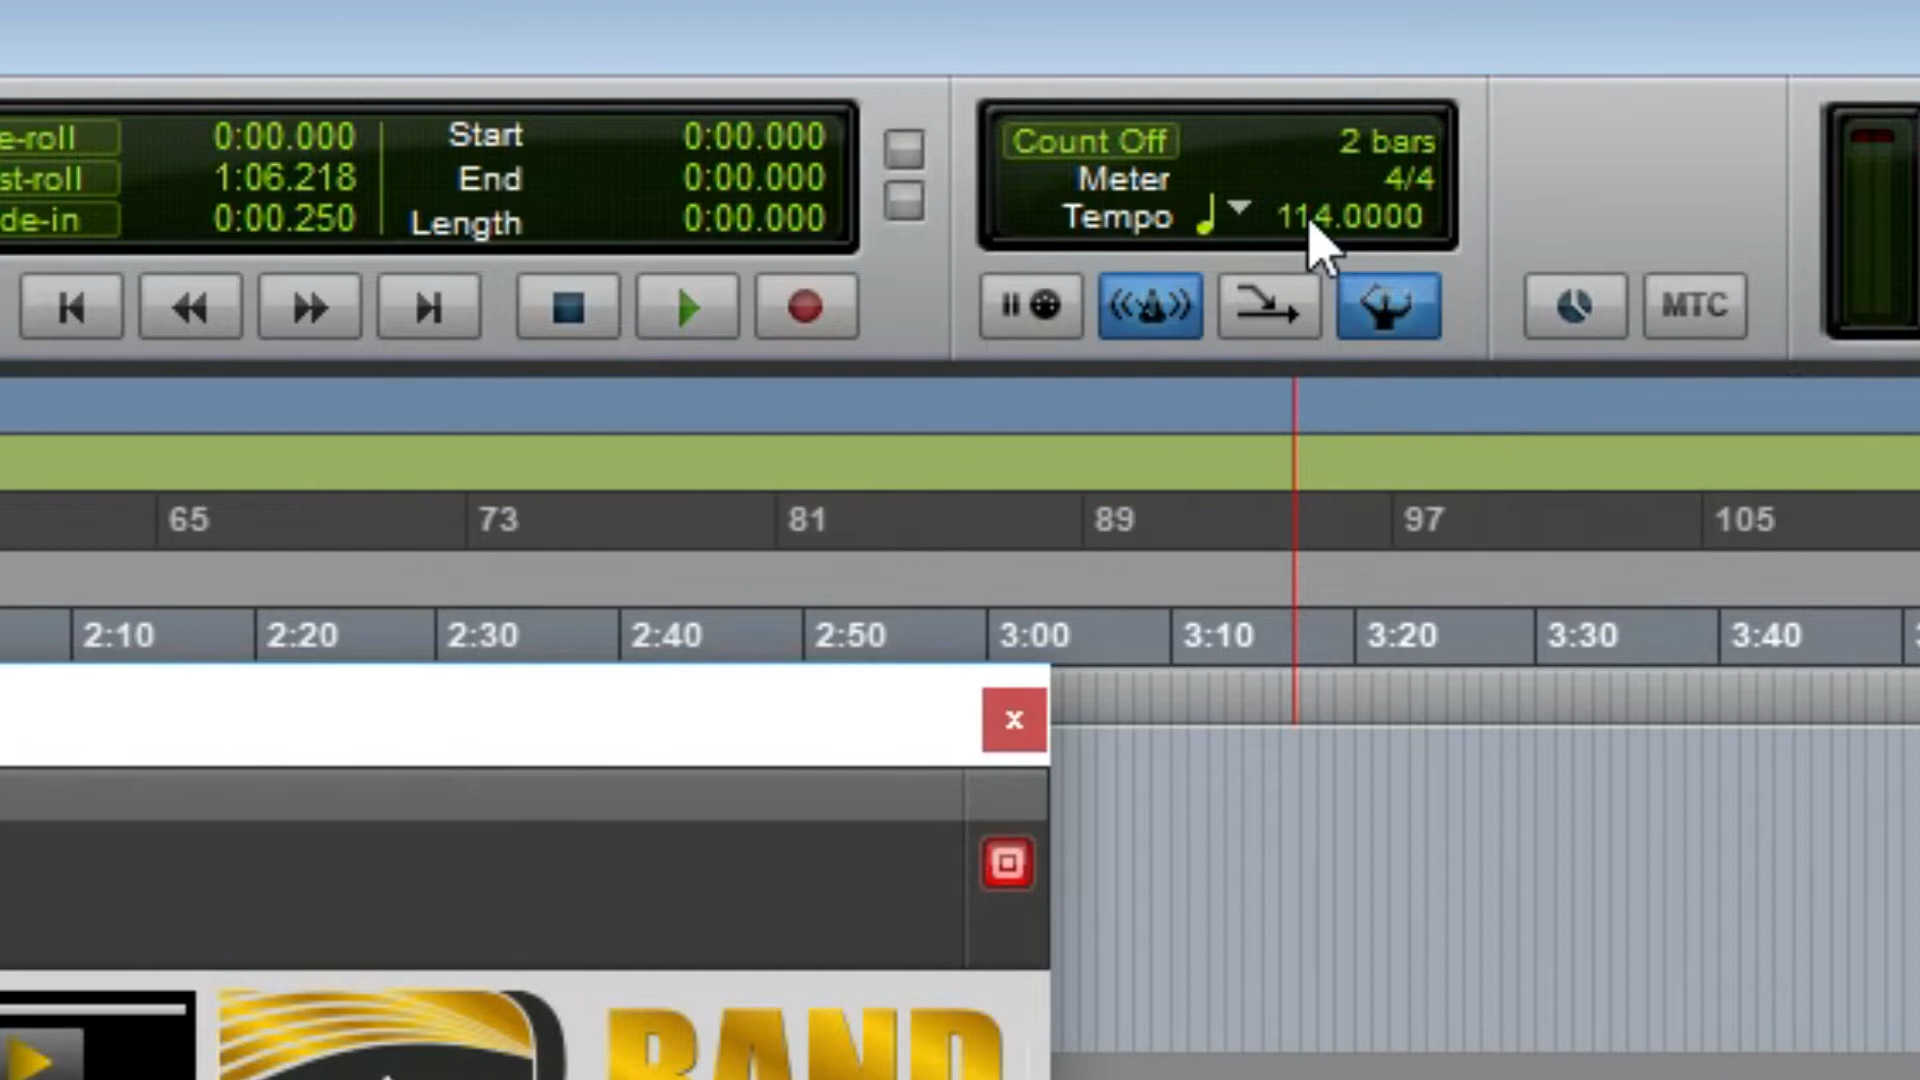 e-roll 0:00.000 Start 0:00.000
st-roll 1:06.218 End 0:00.000
de-in 0:00.250 Length 0:00.000
Count Off 2 bars
Meter 4/4
Tempo 114.0000
MTC
65 73 81 89 97 105
2:10 2:20 2:30 2:40 2:50 3:00 3:10 3:20 3:30 3:40
x
BAND